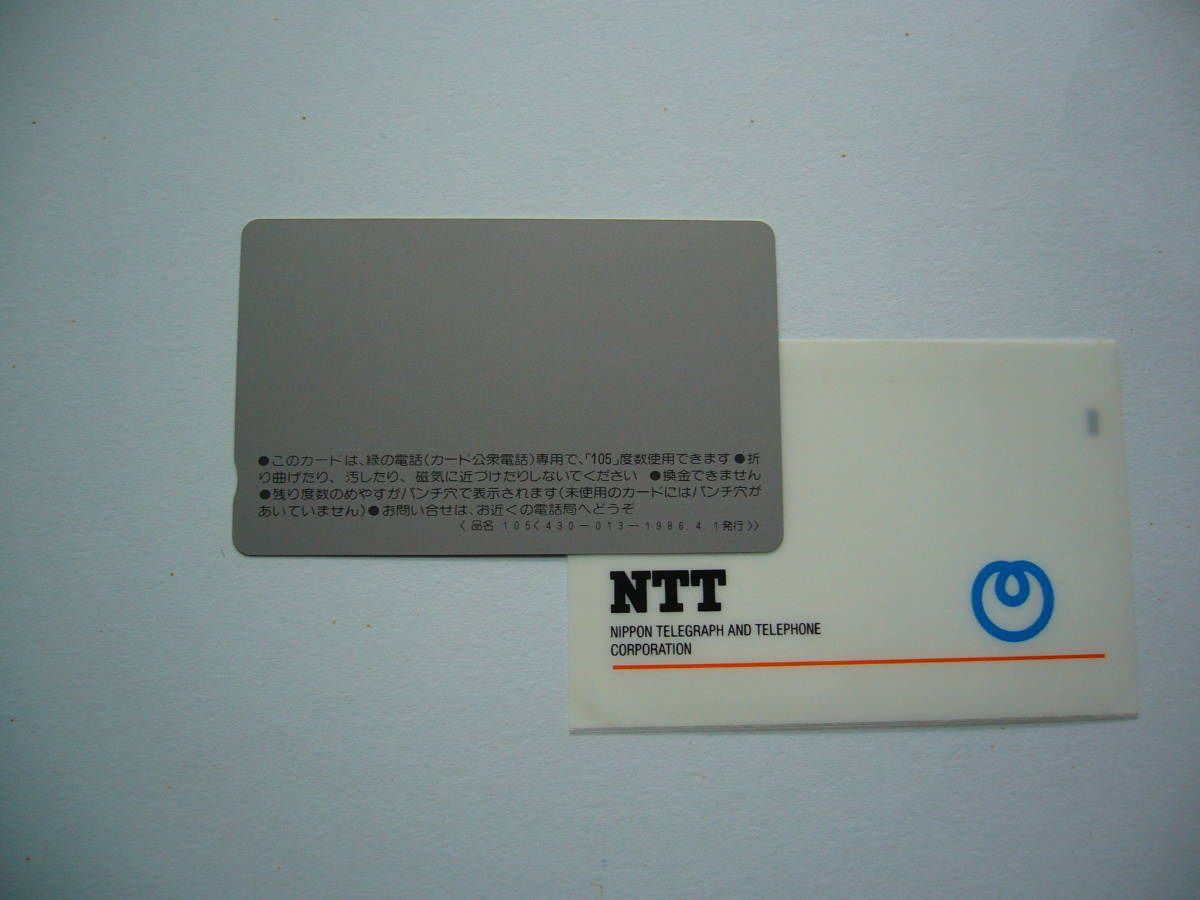 ●このカードは、緑の電話(カード公衆電話)専用で、「105」度数使用できます●折
り曲げたり、汚したり、磁気に近づけたりしないでください ●換金できません
●残り度数のめやすがパンチ穴で表示されます(未使用のカードにはパンチ穴が
あいていません)●お問い合せは、お近くの電話局へどうぞ
〈品名 105〈430-013-1986.4.1発行〉〉
NTT
NIPPON TELEGRAPH AND TELEPHONE
CORPORATION